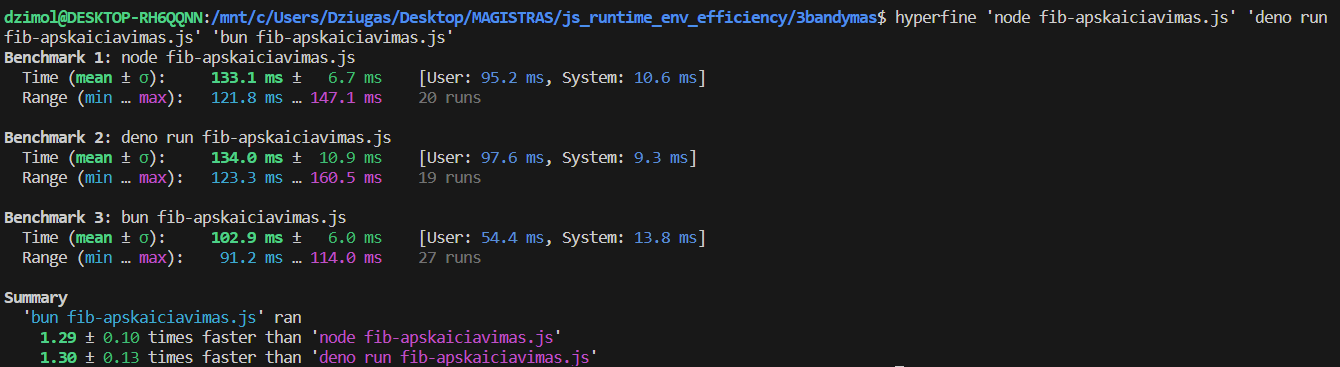 dzimol@DESKTOP-RH6QQNN:/mnt/c/Users/Dziugas/Desktop/MAGISTRAS/js_runtime_env_efficiency/3bandymas$ hyperfine 'node fib-apskaiciavimas.js' 'deno run
fib-apskaiciavimas.js' 'bun fib-apskaiciavimas.js'
Benchmark 1: node fib-apskaiciavimas.js
Time (mean ± σ): 133.1 ms ± 6.7 ms [User: 95.2 ms, System: 10.6 ms]
Range (min … max): 121.8 ms … 147.1 ms 20 runs
Benchmark 2: deno run fib-apskaiciavimas.js
Time (mean ± σ): 134.0 ms ± 10.9 ms [User: 97.6 ms, System: 9.3 ms]
Range (min … max): 123.3 ms … 160.5 ms 19 runs
Benchmark 3: bun fib-apskaiciavimas.js
Time (mean ± σ): 102.9 ms ± 6.0 ms [User: 54.4 ms, System: 13.8 ms]
Range (min … max): 91.2 ms … 114.0 ms 27 runs
Summary
'bun fib-apskaiciavimas.js' ran
1.29 ± 0.10 times faster than 'node fib-apskaiciavimas.js'
1.30 ± 0.13 times faster than 'deno run fib-apskaiciavimas.js'